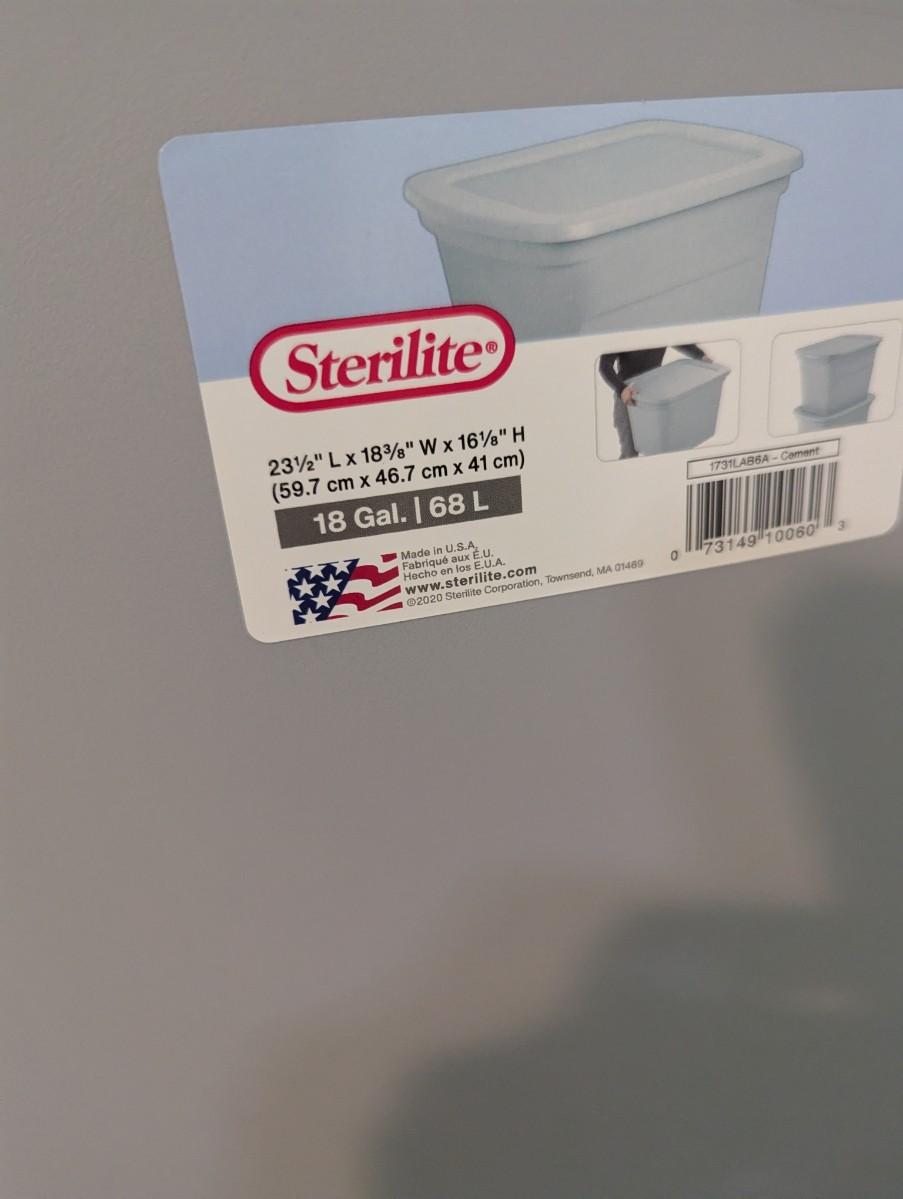 Sterilite®
23½" L x 18⅜" W x 16⅛" H
(59.7 cm x 46.7 cm x 41 cm)
18 Gal. | 68 L
Made in U.S.A.
Fabriqué aux É.U.
Hecho en los E.U.A.
www.sterilite.com
©2020 Sterilite Corporation, Townsend, MA 01469
1731LAB6A - Cement
0 73149 10060 3